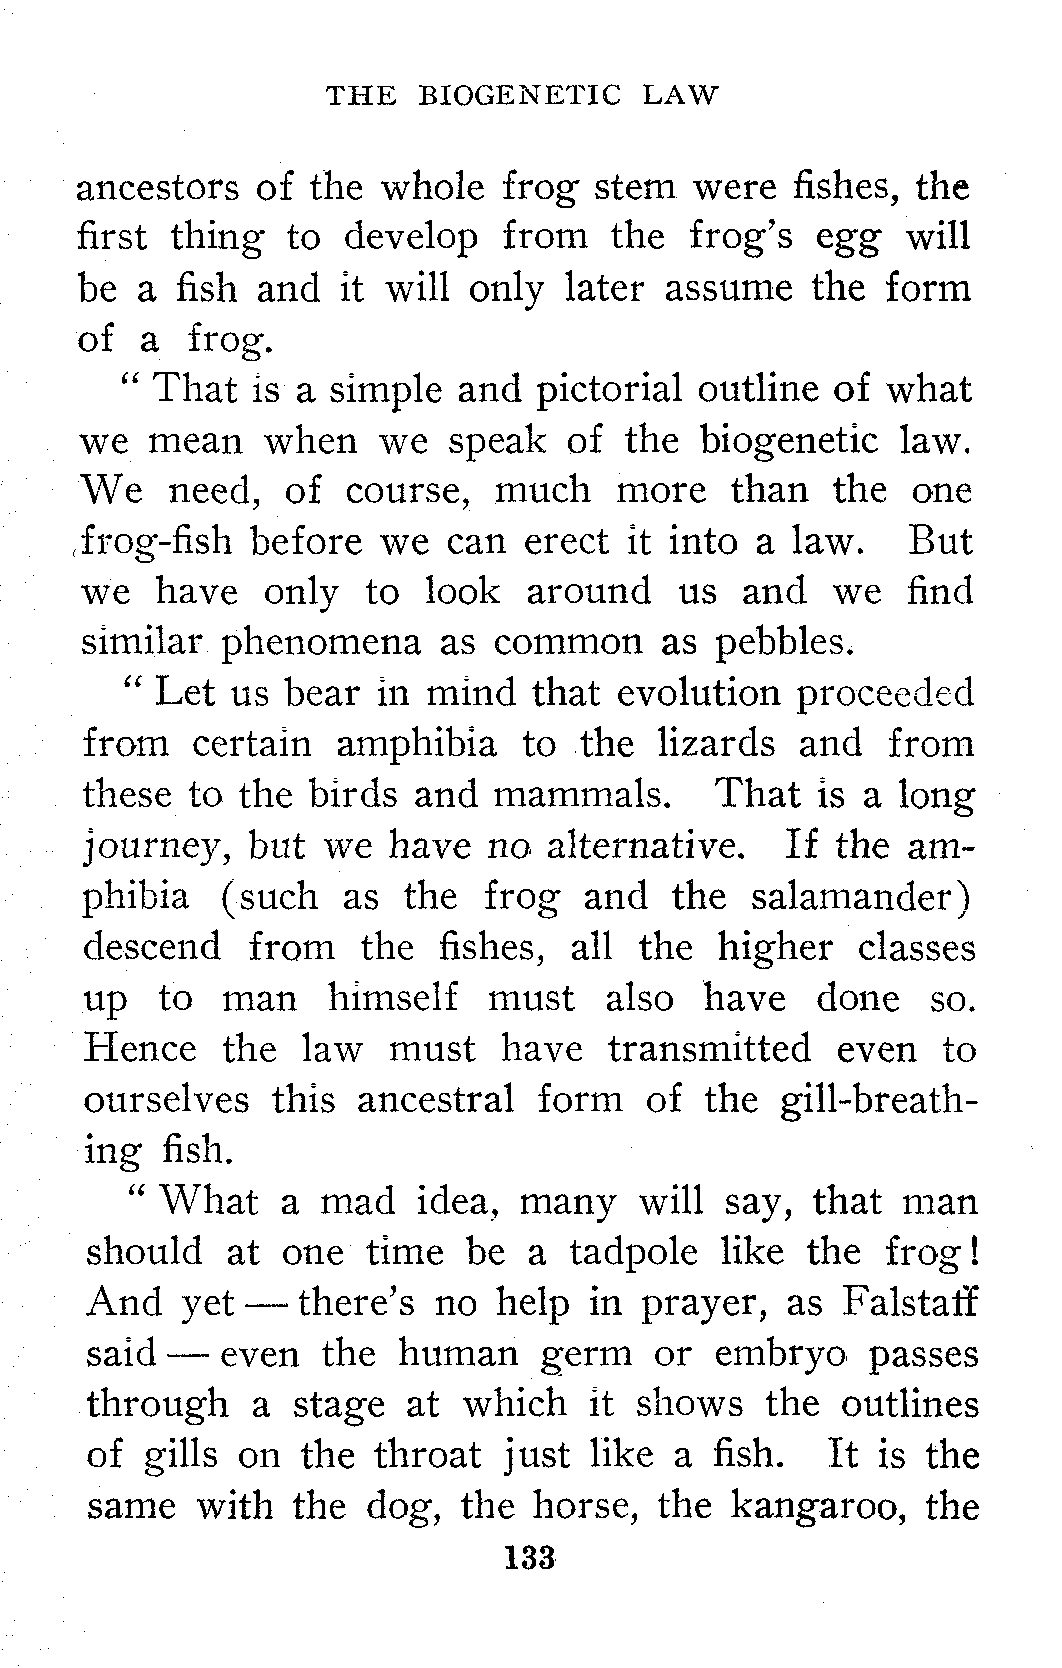 THE BIOGENETIC LAW
ancestors of the whole frog stem were fishes, the
first thing to develop from the frog's egg will
be a fish and it will only later assume the form
of a frog.
“ That is a simple and pictorial outline of what
we mean when we speak of the biogenetic law.
We need, of course, much more than the one
frog-fish before we can erect it into a law. But
we have only to look around us and we find
similar phenomena as common as pebbles.
“ Let us bear in mind that evolution proceeded
from certain amphibia to the lizards and from
these to the birds and mammals. That is a long
journey, but we have no alternative. If the am-
phibia (such as the frog and the salamander)
descend from the fishes, all the higher classes
up to man himself must also have done so.
Hence the law must have transmitted even to
ourselves this ancestral form of the gill-breath-
ing fish.
“ What a mad idea, many will say, that man
should at one time be a tadpole like the frog!
And yet — there's no help in prayer, as Falstaff
said — even the human germ or embryo passes
through a stage at which it shows the outlines
of gills on the throat just like a fish. It is the
same with the dog, the horse, the kangaroo, the
133